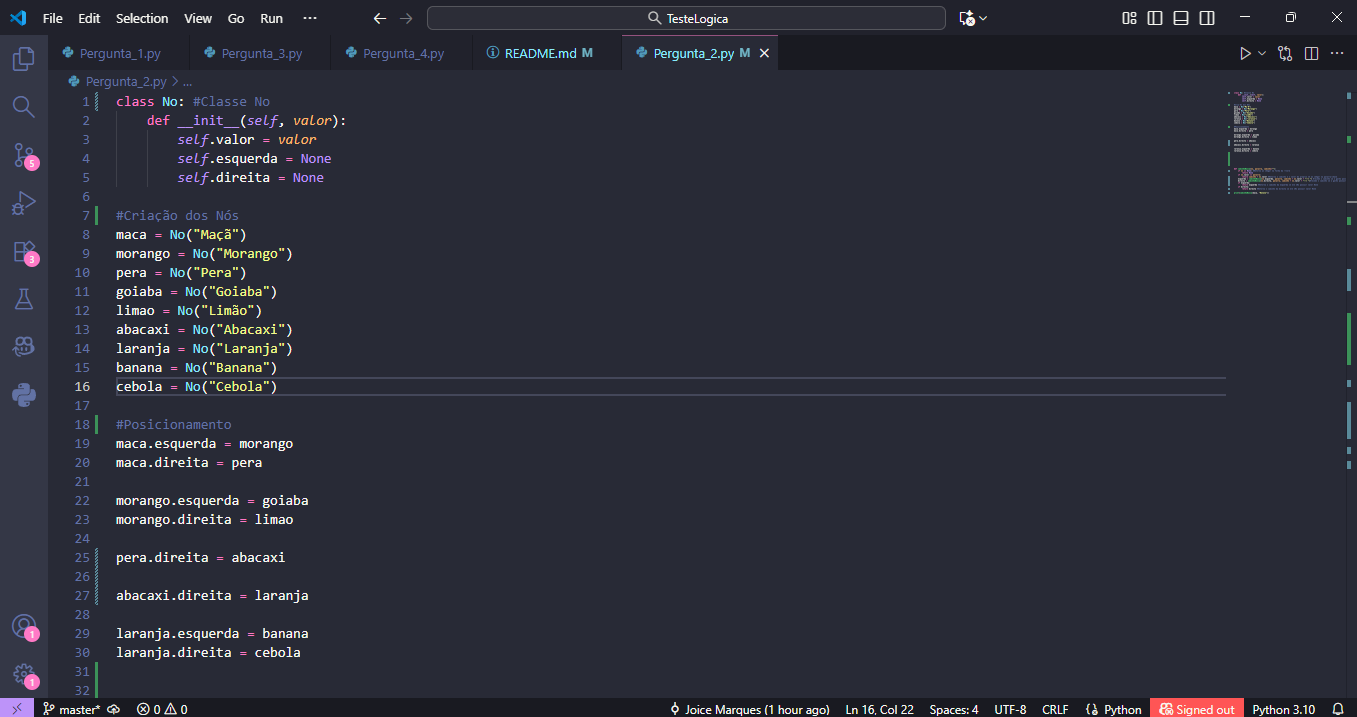 File Edit Selection View Go Run ··· TesteLogica
Pergunta_1.py Pergunta_3.py Pergunta_4.py README.md M Pergunta_2.py M
Pergunta_2.py > ...
1 class No: #Classe No
2 def __init__(self, valor):
3 self.valor = valor
4 self.esquerda = None
5 self.direita = None
6
7 #Criação dos Nós
8 maca = No("Maçã")
9 morango = No("Morango")
10 pera = No("Pera")
11 goiaba = No("Goiaba")
12 limao = No("Limão")
13 abacaxi = No("Abacaxi")
14 laranja = No("Laranja")
15 banana = No("Banana")
16 cebola = No("Cebola")
17
18 #Posicionamento
19 maca.esquerda = morango
20 maca.direita = pera
21
22 morango.esquerda = goiaba
23 morango.direita = limao
24
25 pera.direita = abacaxi
26
27 abacaxi.direita = laranja
28
29 laranja.esquerda = banana
30 laranja.direita = cebola
31
32
5
3
1
1
master* 0 0 Joice Marques (1 hour ago) Ln 16, Col 22 Spaces: 4 UTF-8 CRLF Python Signed out Python 3.10